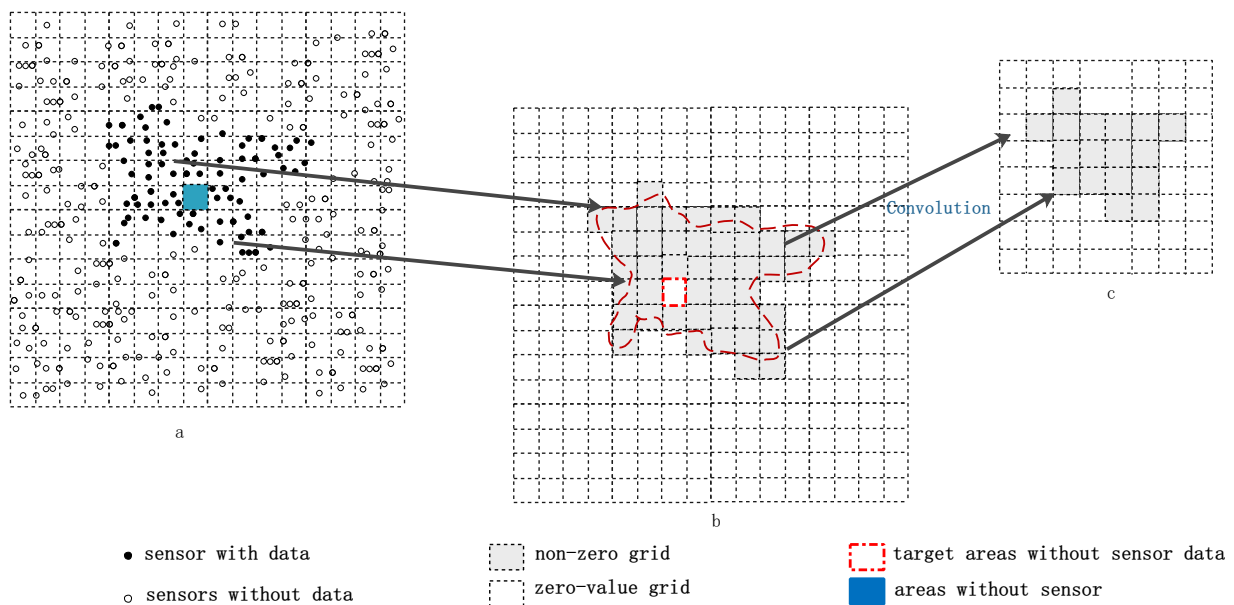 Convolution
c
a
b
sensor with data
non-zero grid
target areas without sensor data
sensors without data
zero-value grid
areas without sensor